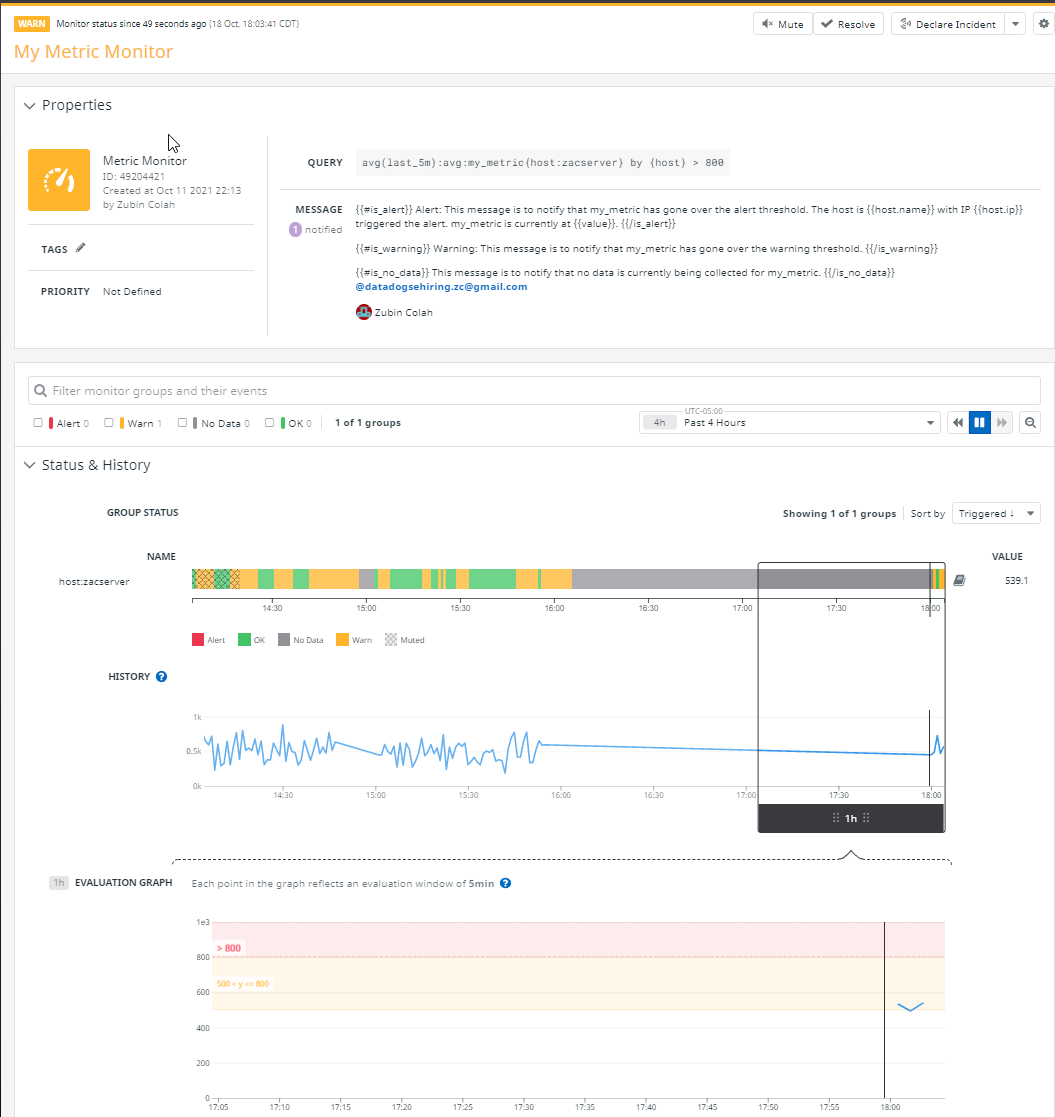 WARN Monitor status since 49 seconds ago (18 Oct, 18:03:41 CDT)
Mute Resolve Declare Incident
My Metric Monitor
Properties
Metric Monitor
ID: 49204421
Created at Oct 11 2021 22:13
by Zubin Colah
TAGS
PRIORITY Not Defined
QUERY avg(last_5m):avg:my_metric{host:zacserver} by {host} > 800
MESSAGE {{#is_alert}} Alert: This message is to notify that my_metric has gone over the alert threshold. The host is {{host.name}} with IP {{host.ip}}
1 notified triggered the alert. my_metric is currently at {{value}}. {{/is_alert}}
{{#is_warning}} Warning: This message is to notify that my_metric has gone over the warning threshold. {{/is_warning}}
{{#is_no_data}} This message is to notify that no data is currently being collected for my_metric. {{/is_no_data}}
@datadogsehiring.zc@gmail.com
Zubin Colah
Filter monitor groups and their events
Alert 0 Warn 1 No Data 0 OK 0 1 of 1 groups
UTC-05:00
4h Past 4 Hours
Status & History
GROUP STATUS Showing 1 of 1 groups Sort by Triggered ↓
NAME VALUE
host:zacserver 539.1
14:30 15:00 15:30 16:00 16:30 17:00 17:30 18:00
Alert OK No Data Warn Muted
HISTORY ?
1k
0.5k
0k
14:30 15:00 15:30 16:00 16:30 17:00 17:30 18:00
1h
1h EVALUATION GRAPH Each point in the graph reflects an evaluation window of 5min ?
1e3
> 800
800
500 < y <= 800
600
400
200
0
17:05 17:10 17:15 17:20 17:25 17:30 17:35 17:40 17:45 17:50 17:55 18:00